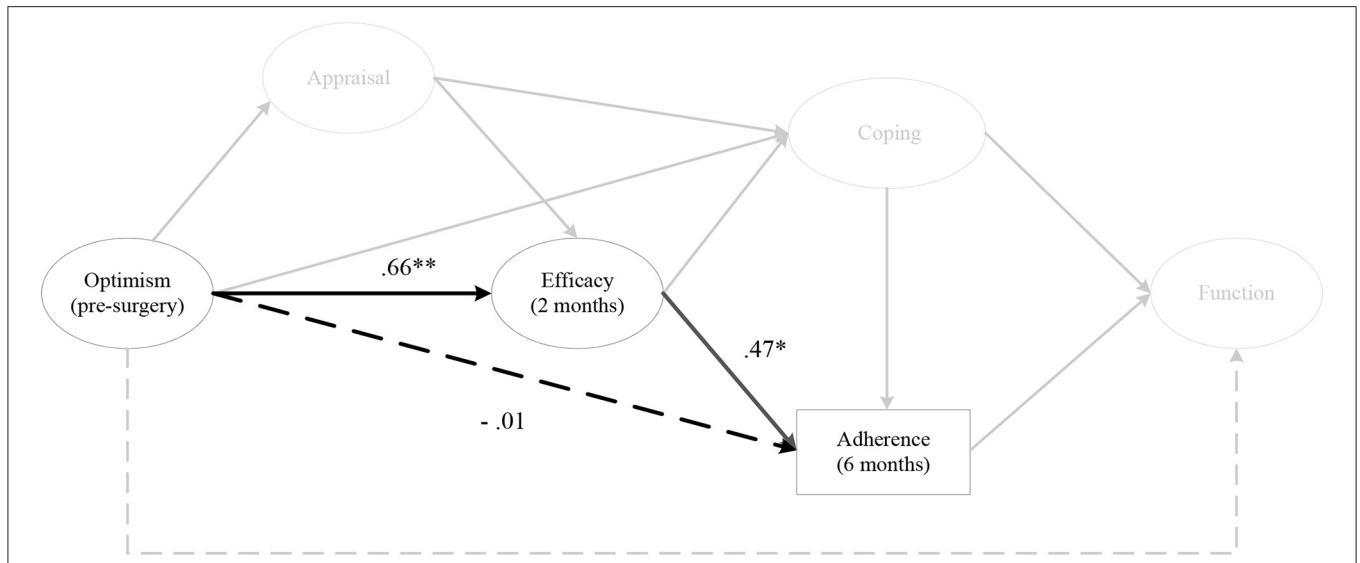 Appraisal
Coping
Optimism
(pre-surgery)
.66**
Efficacy
(2 months)
Function
.47*
- .01
Adherence
(6 months)